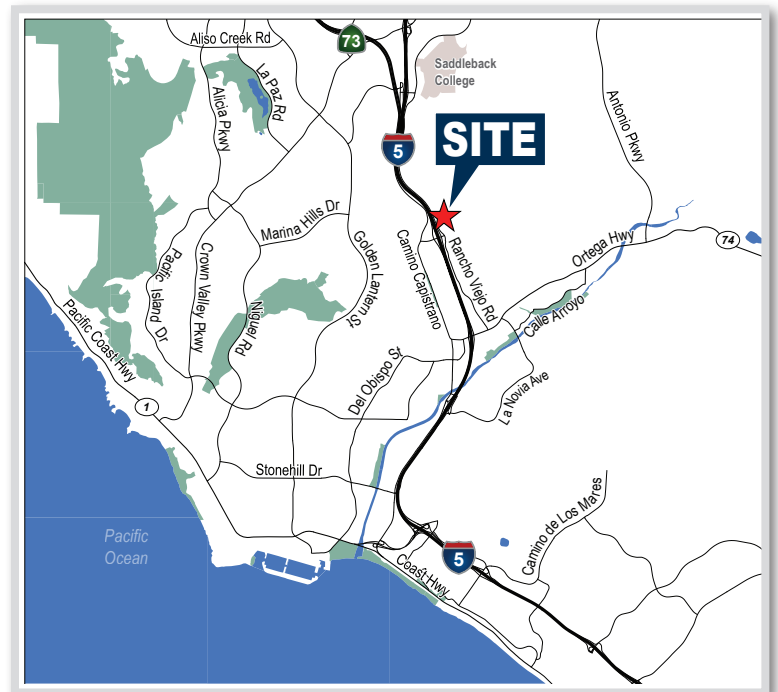 Aliso Creek Rd
73
Saddleback
College
La Paz Rd
Alicia Pkwy
Antonio Pkwy
5
SITE
Marina Hills Dr
Golden Lantern St
Camino Capistrano
Rancho Viejo Rd
Ortega Hwy
74
Pacific
Island Dr
Crown Valley Pkwy
Niguel Rd
Pacific Coast Hwy
Calle Arroyo
Del Obispo St
La Novia Ave
1
Stonehill Dr
Camino de Los Mares
Pacific
Ocean
5
Coast Hwy